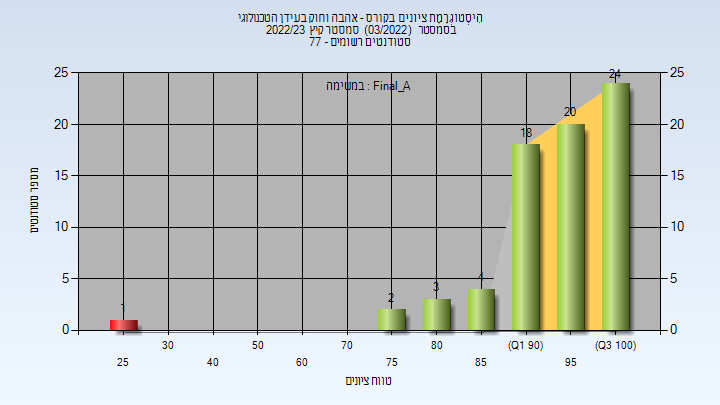 היסטוגרמת ציונים בקורס - אהבה וחוק בעידן הטכנולוגי
בסמסטר (03/2022) סמסטר קיץ 2022/23
סטודנטים רשומים - 77
במטימה : Final_A
25 25
20 20
15 15
10 10
5 5
0 0
מספר סטודנטים
1 2 3 4 18 20 24
30 50 60 70 80 (Q1 90) (Q3 100)
25 40 75 85 95
טווח ציונים